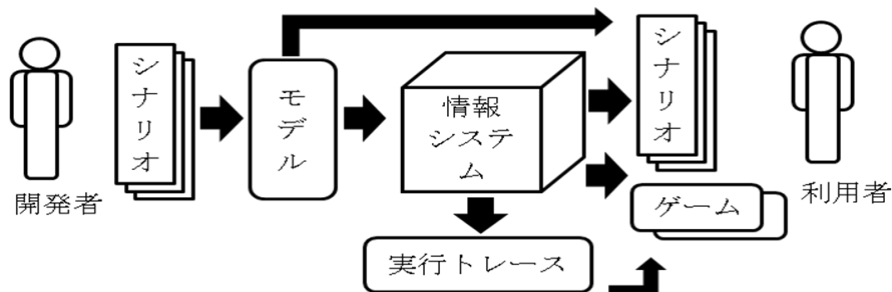 開発者
シナリオ
モデル
情報
システ
ム
実行トレース
シナリオ
ゲーム
利用者